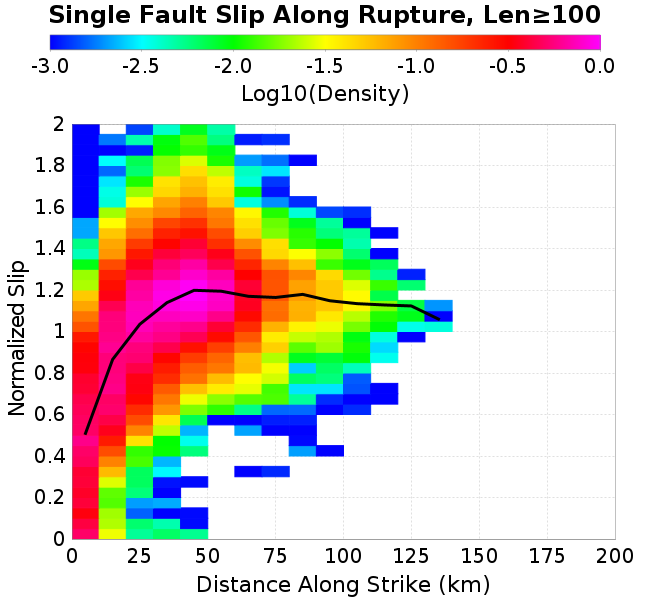 Single Fault Slip Along Rupture, Len≥100
-3.0 -2.5 -2.0 -1.5 -1.0 -0.5 0.0
Log10(Density)
2
1.8
1.6
1.4
1.2
1
0.8
0.6
0.4
0.2
0
Normalized Slip
0 25 50 75 100 125 150 175 200
Distance Along Strike (km)